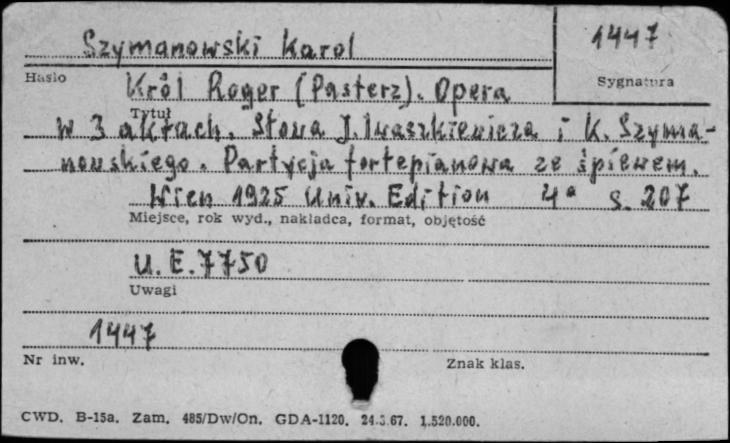 Szymanowski Karol
1447
Hasło
Sygnatura
Król Roger (Pasterz). Opera
Tytuł
w 3 aktach. Słowa J. Iwaszkiewicza i K. Szyma-
nowskiego. Partycja fortepianowa ze śpiewem.
Wien 1925 Univ. Edition 4° s. 207
Miejsce, rok wyd., nakładca, format, objętość
U.E. 7750
Uwagi
1447
Nr inw.
Znak klas.
CWD. B-15a. Zam. 485/Dw/On. GDA-1120. 24.3.67. 1.520.000.